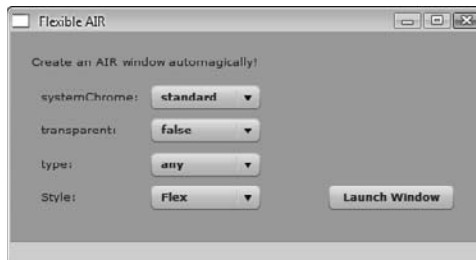 Flexible AIR
Create an AIR window automagically!
systemChrome: standard
transparent: false
type: any
Style: Flex Launch Window